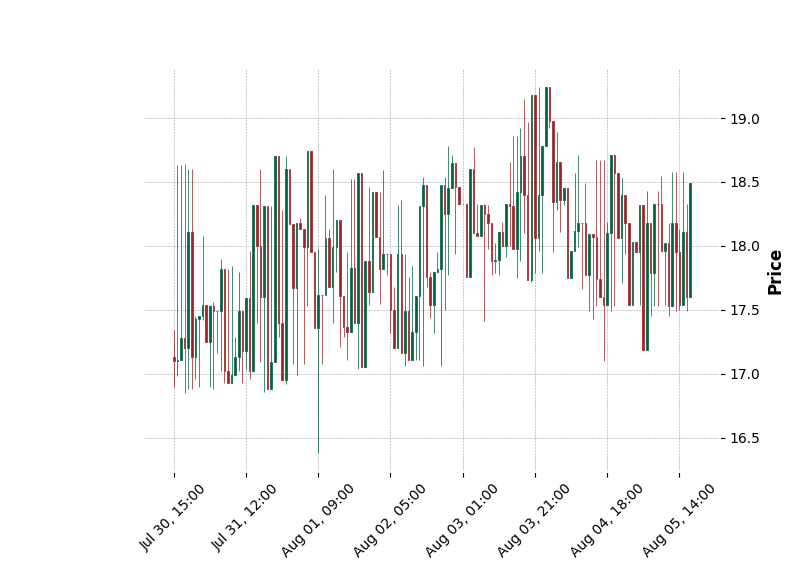 19.0
18.5
18.0
17.5
17.0
16.5
Price
Jul 30, 15:00
Jul 31, 12:00
Aug 01, 09:00
Aug 02, 05:00
Aug 03, 01:00
Aug 03, 21:00
Aug 04, 18:00
Aug 05, 14:00